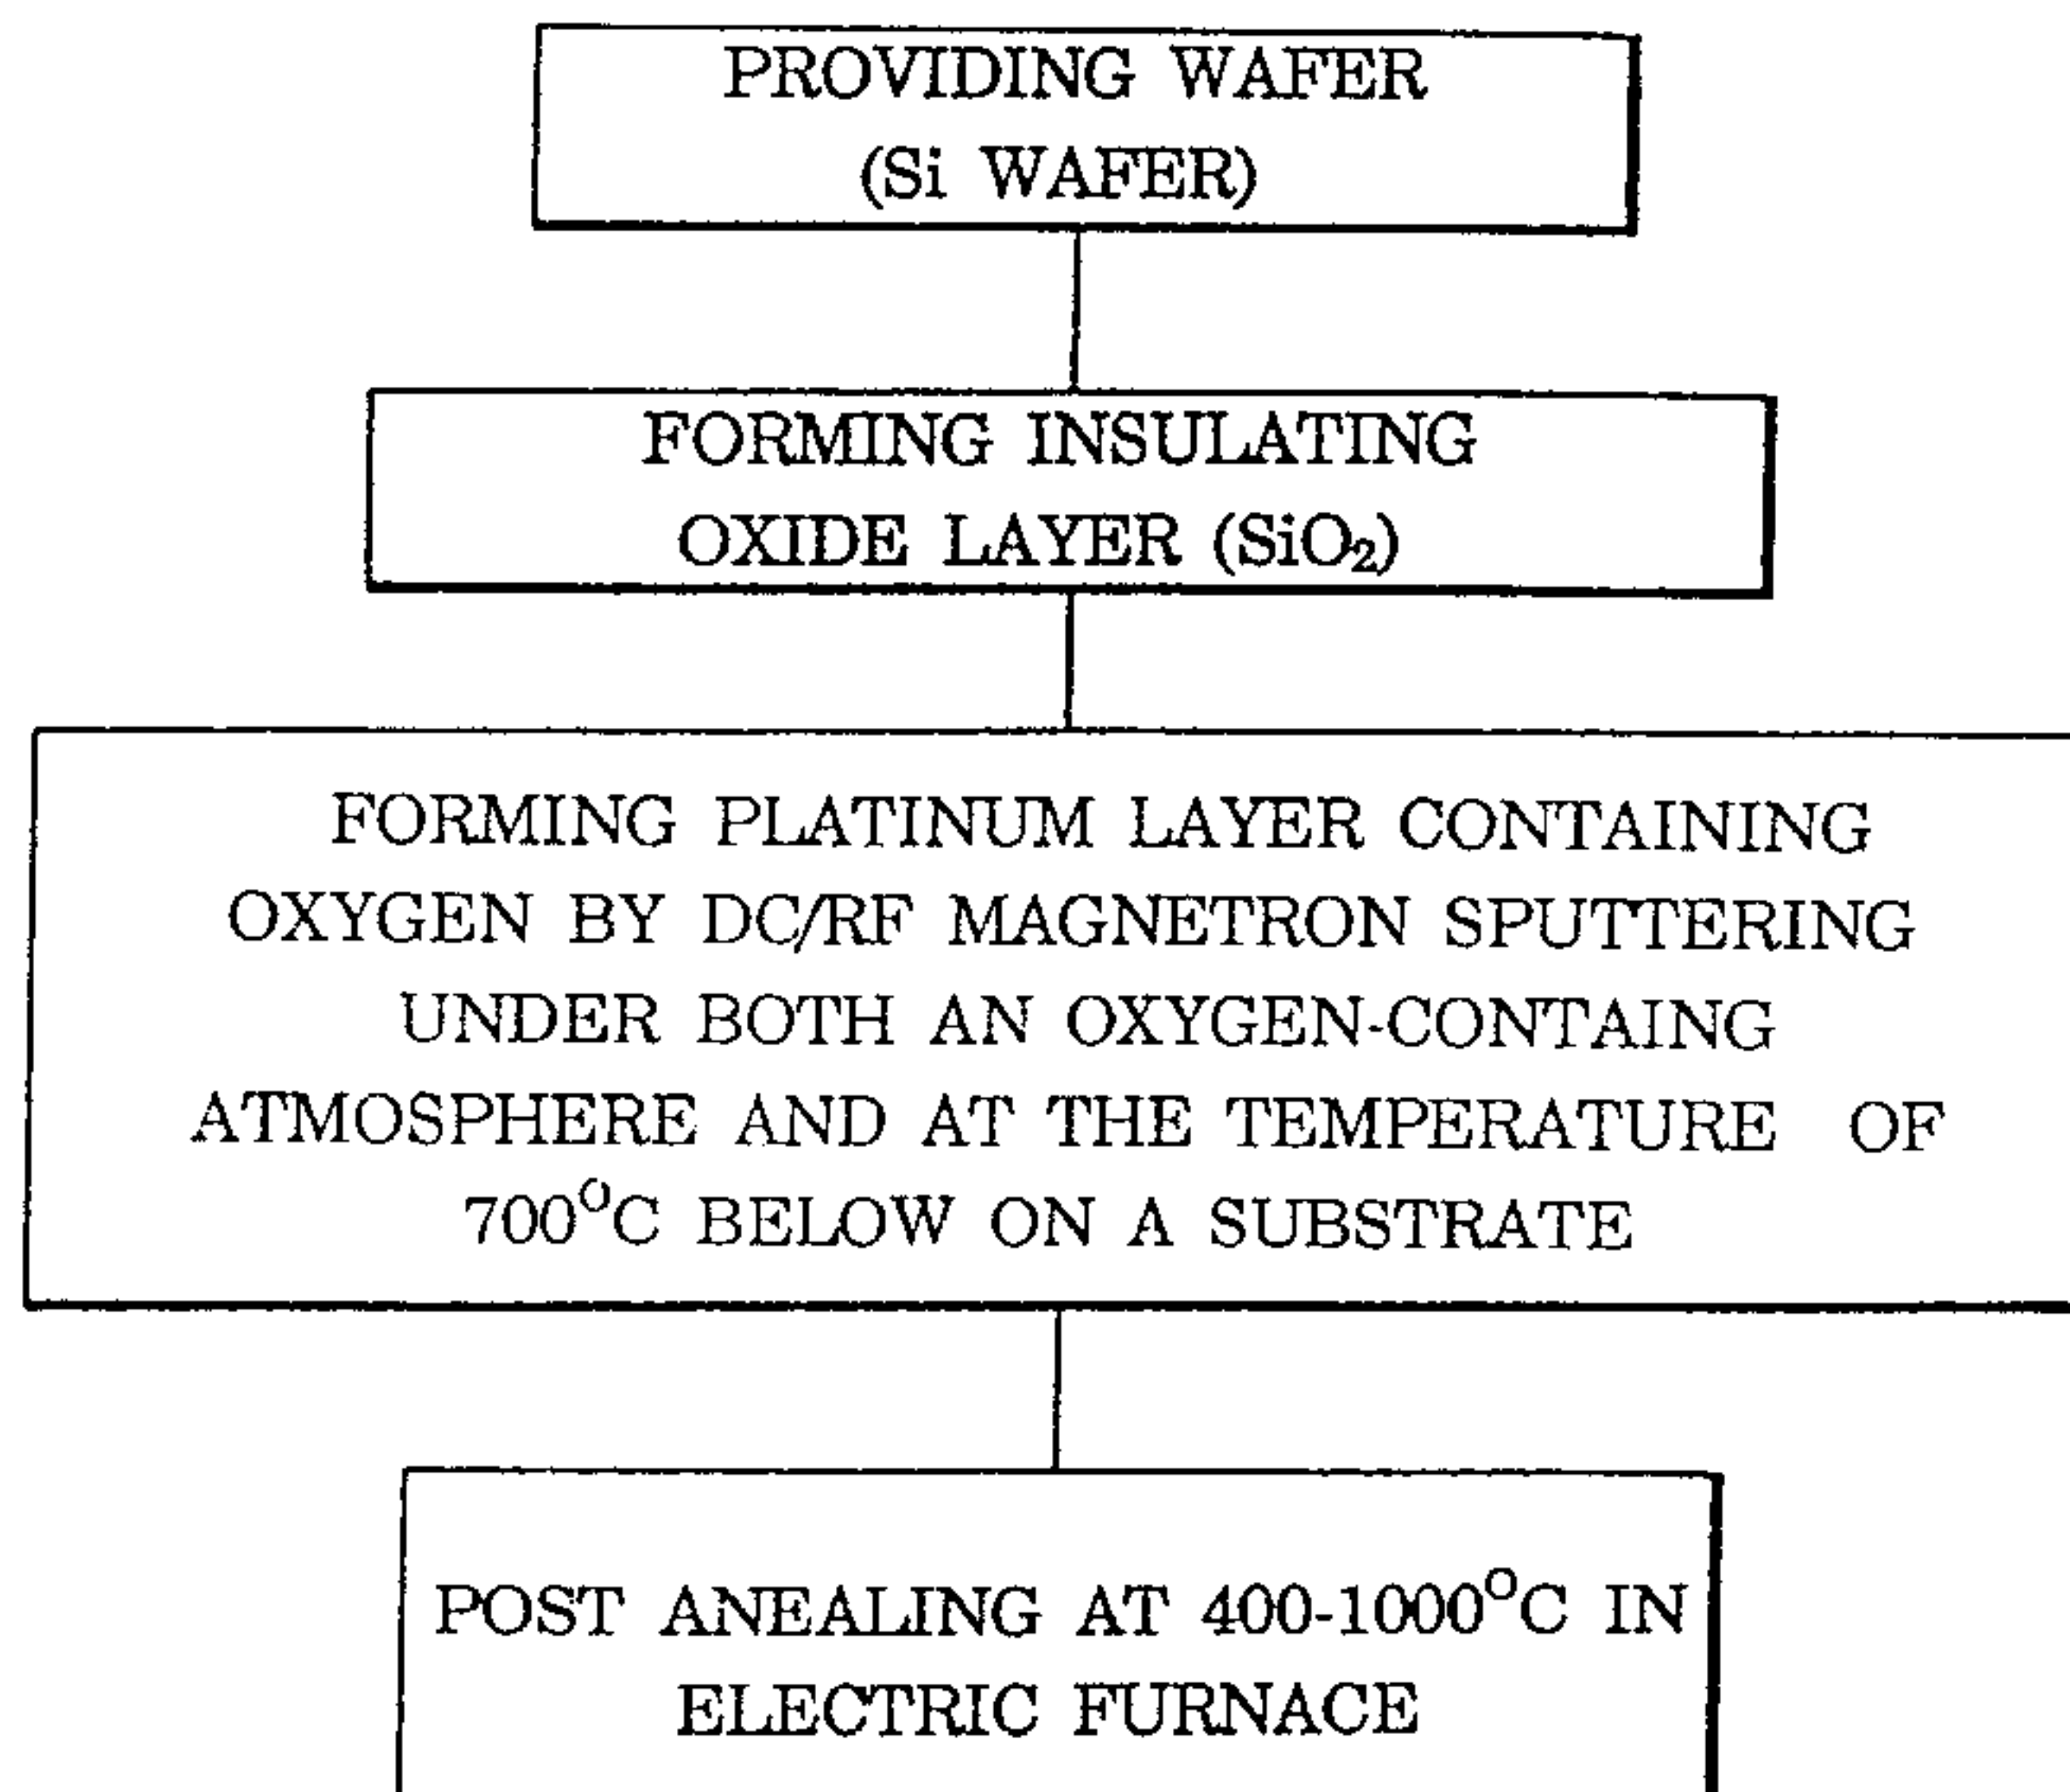 PROVIDING WAFER
(Si WAFER)
FORMING INSULATING
OXIDE LAYER (SiO₂)
FORMING PLATINUM LAYER CONTAINING
OXYGEN BY DC/RF MAGNETRON SPUTTERING
UNDER BOTH AN OXYGEN-CONTAING
ATMOSPHERE AND AT THE TEMPERATURE OF
700°C BELOW ON A SUBSTRATE
POST ANEALING AT 400-1000°C IN
ELECTRIC FURNACE